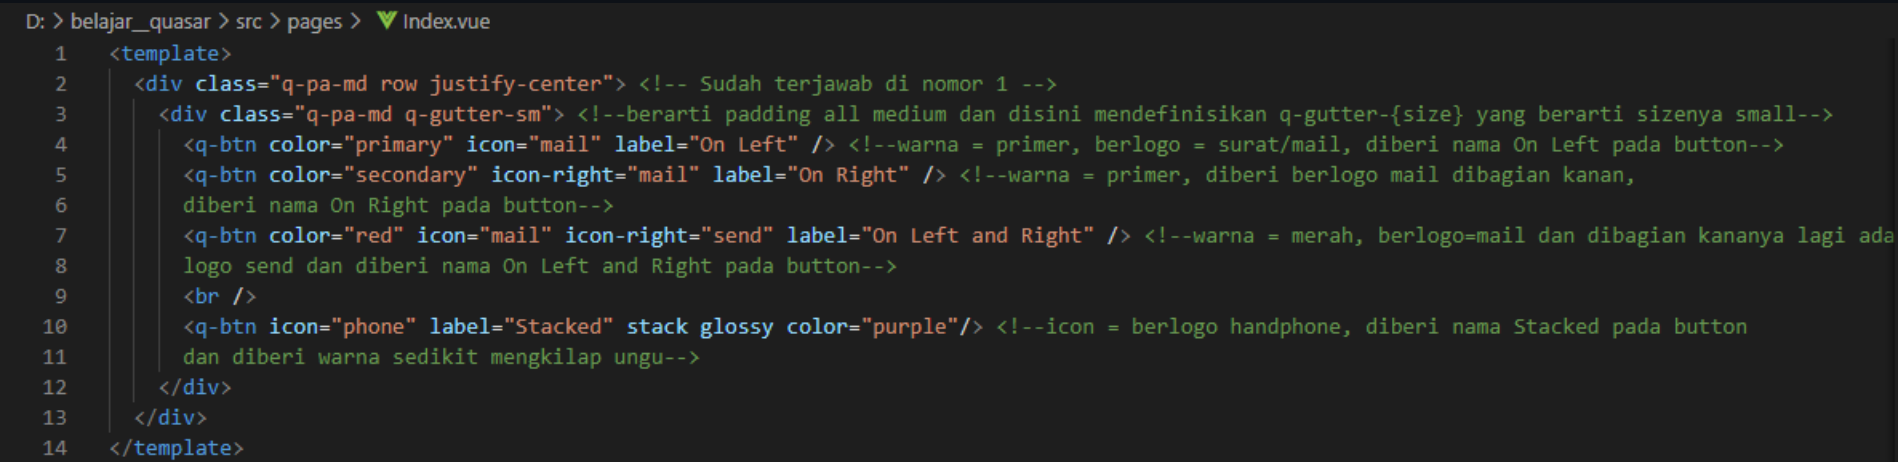 D: > belajar__quasar > src > pages > Index.vue
1 <template>
2 <div class="q-pa-md row justify-center"> <!-- Sudah terjawab di nomor 1 -->
3 <div class="q-pa-md q-gutter-sm"> <!--berarti padding all medium dan disini mendefinisikan q-gutter-{size} yang berarti sizenya small-->
4 <q-btn color="primary" icon="mail" label="On Left" /> <!--warna = primer, berlogo = surat/mail, diberi nama On Left pada button-->
5 <q-btn color="secondary" icon-right="mail" label="On Right" /> <!--warna = primer, diberi berlogo mail dibagian kanan,
6 diberi nama On Right pada button-->
7 <q-btn color="red" icon="mail" icon-right="send" label="On Left and Right" /> <!--warna = merah, berlogo=mail dan dibagian kananya lagi ada
8 logo send dan diberi nama On Left and Right pada button-->
9 <br />
10 <q-btn icon="phone" label="Stacked" stack glossy color="purple"/> <!--icon = berlogo handphone, diberi nama Stacked pada button
11 dan diberi warna sedikit mengkilap ungu-->
12 </div>
13 </div>
14 </template>